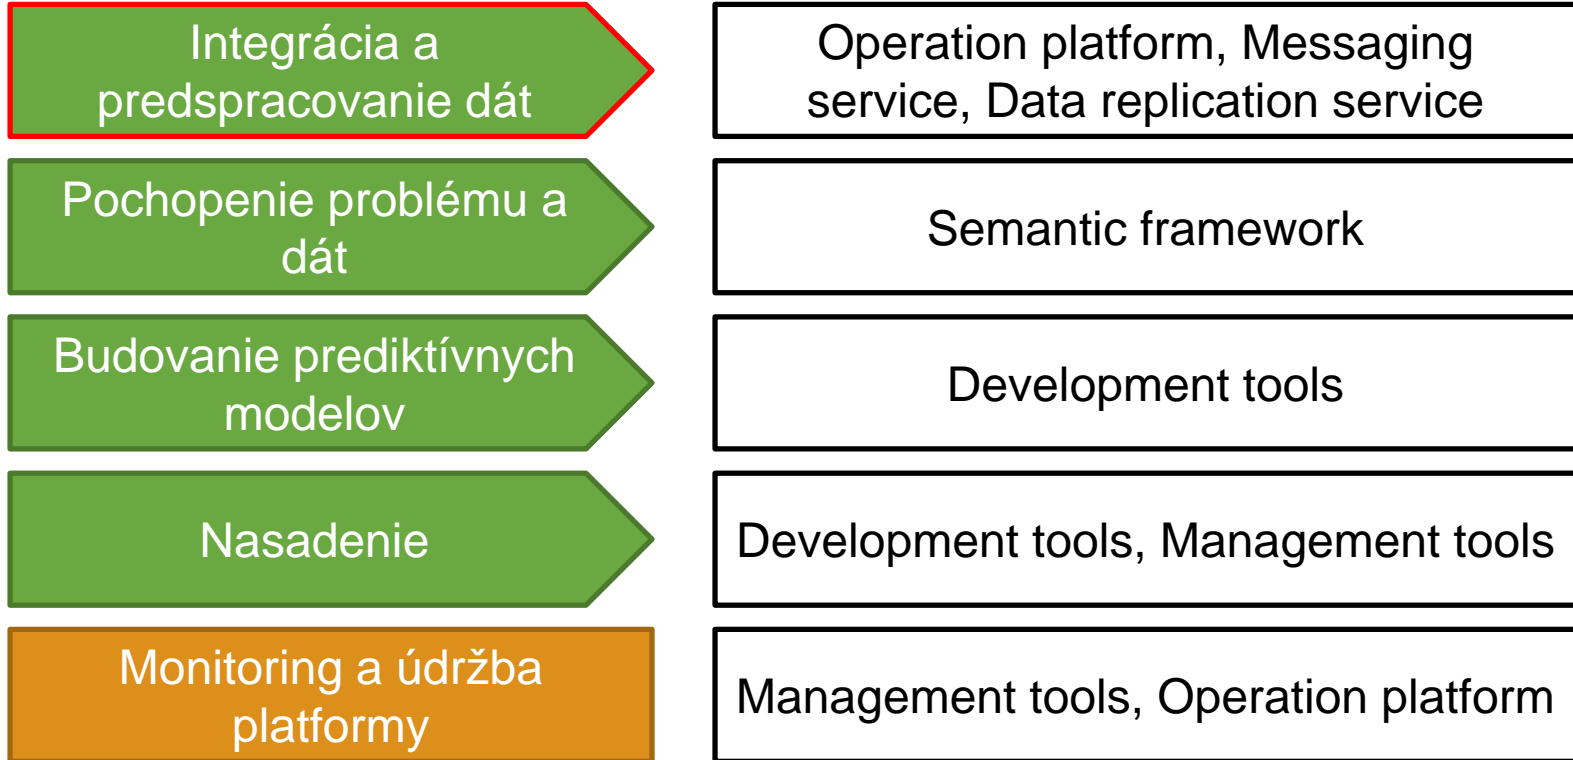 Integrácia a
predspracovanie dát
Operation platform, Messaging
service, Data replication service
Pochopenie problému a
dát
Semantic framework
Budovanie prediktívnych
modelov
Development tools
Nasadenie
Development tools, Management tools
Monitoring a údržba
platformy
Management tools, Operation platform